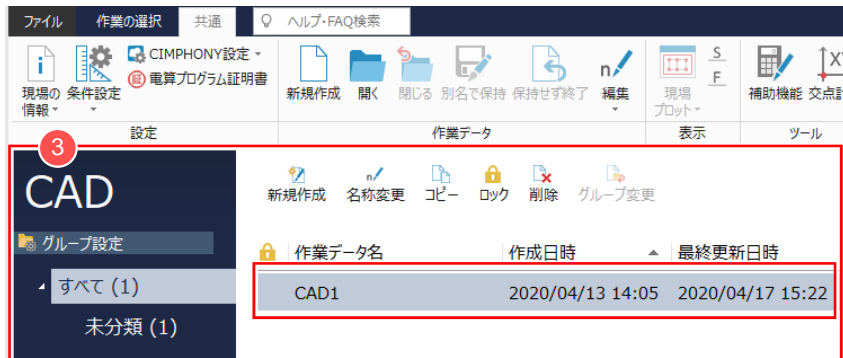 ファイル 作業の選択 共通 ヘルプ・FAQ検索
CIMPHONY設定
電算プログラム証明書
現場の情報 条件設定 新規作成 開く 閉じる 別名で保持 保持せず終了 編集 現場プロット S F 補助機能
設定 作業データ 表示 ツール
3
CAD
新規作成 名称変更 コピー ロック 削除 グループ変更
グループ設定
作業データ名 作成日時 最終更新日時
すべて (1)
CAD1 2020/04/13 14:05 2020/04/17 15:22
未分類 (1)